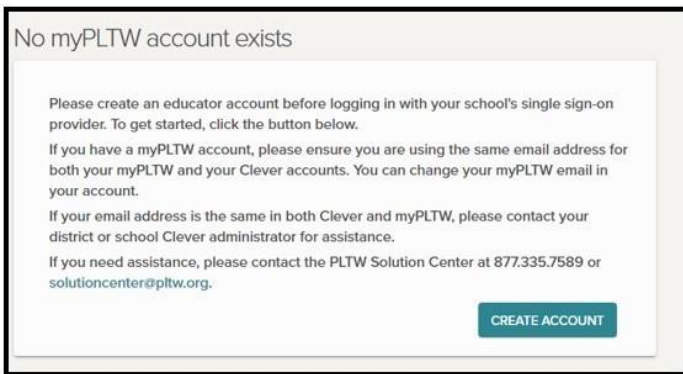 No myPLTW account exists
Please create an educator account before logging in with your school's single sign-on
provider. To get started, click the button below.
If you have a myPLTW account, please ensure you are using the same email address for
both your myPLTW and your Clever accounts. You can change your myPLTW email in
your account.
If your email address is the same in both Clever and myPLTW, please contact your
district or school Clever administrator for assistance.
If you need assistance, please contact the PLTW Solution Center at 877.335.7589 or
solutioncenter@pltw.org.
CREATE ACCOUNT